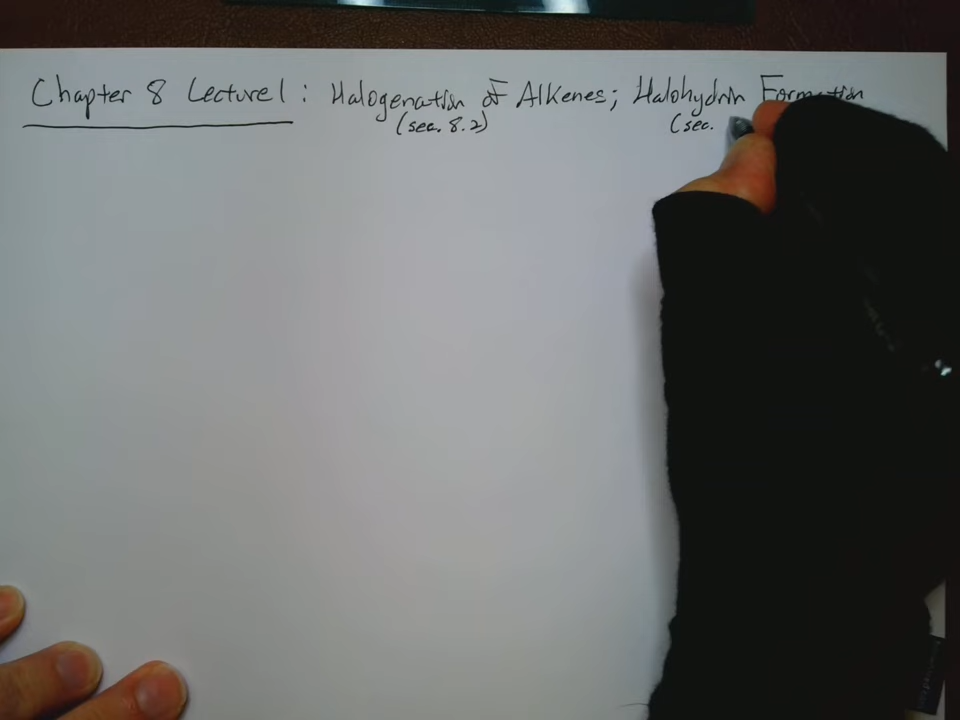 Chapter 8 Lecture 1 : Halogenation of Alkenes; Halohydrin Formation
(sec. 8.2) (sec.